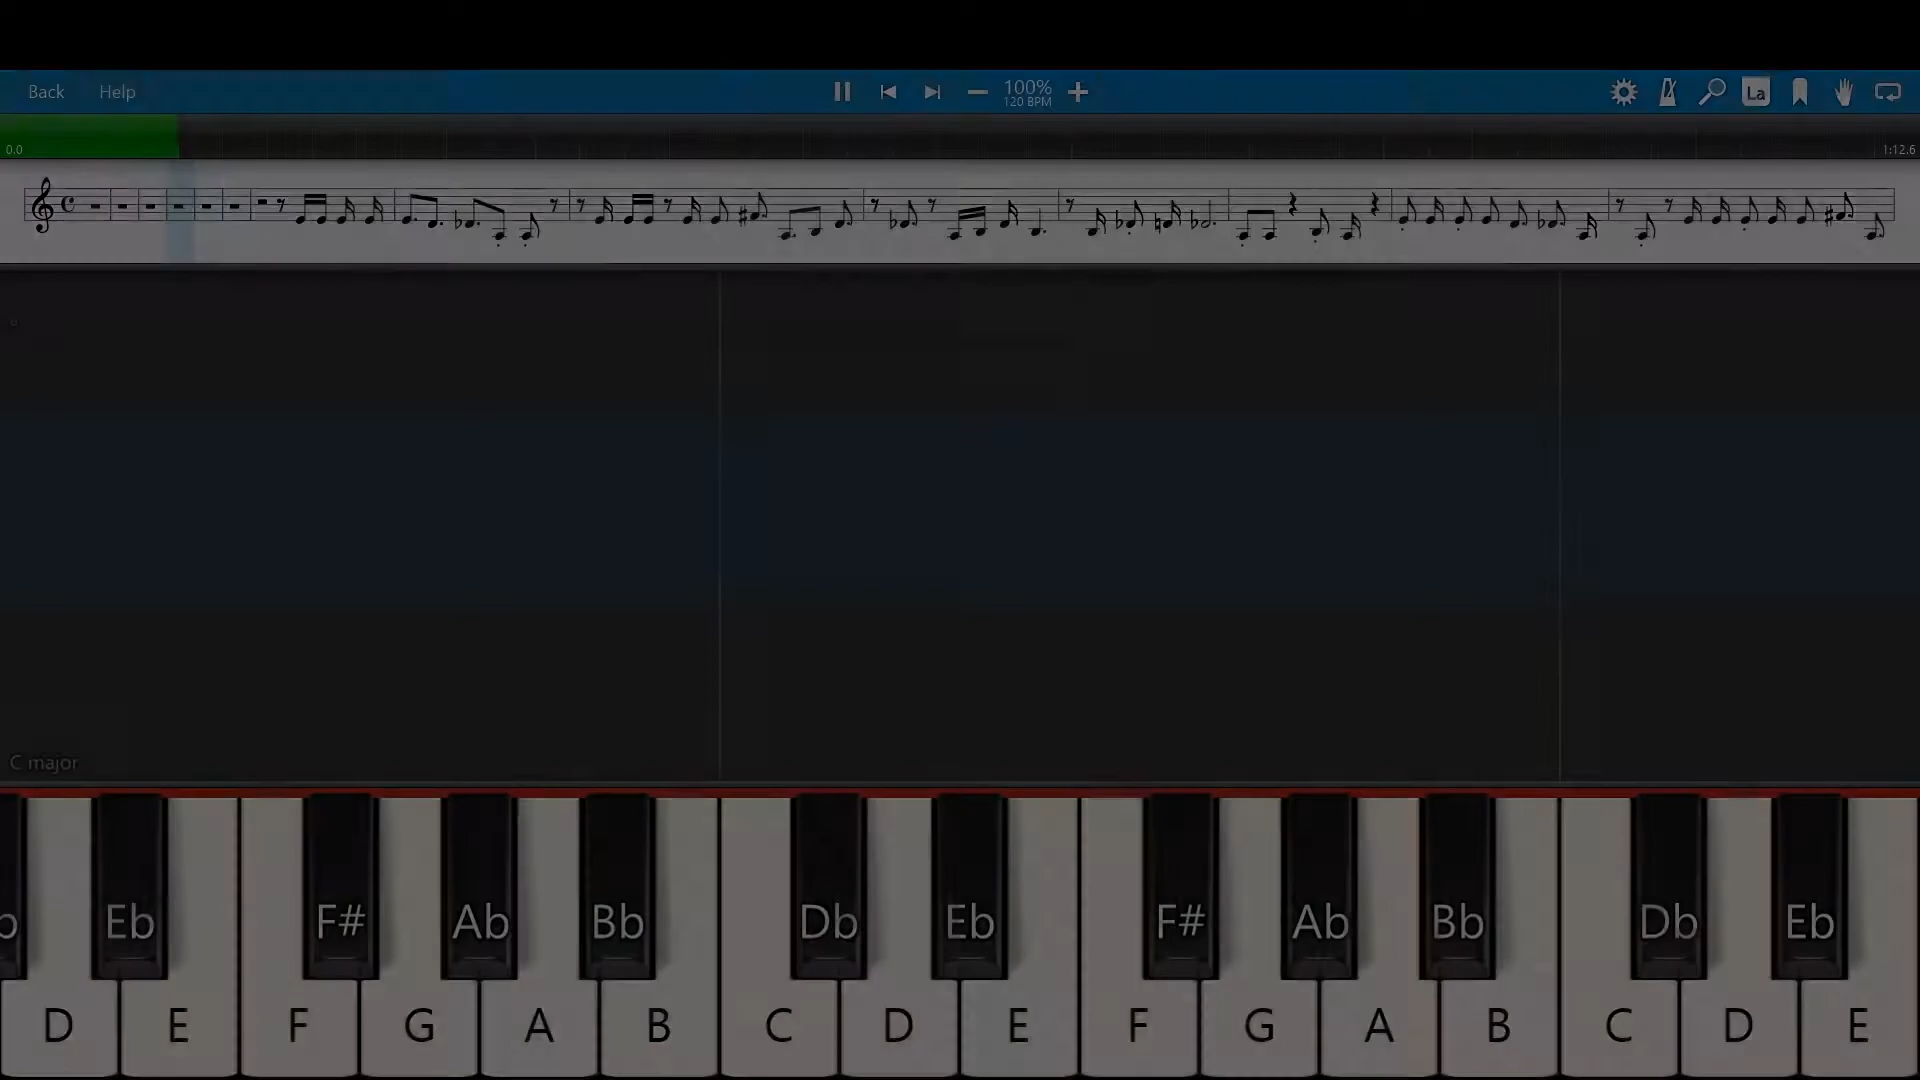 Back Help 100% La
120 BPM
0.0 1:12.6
C major
b Eb F# Ab Bb Db Eb F# Ab Bb Db Eb
D E F G A B C D E F G A B C D E